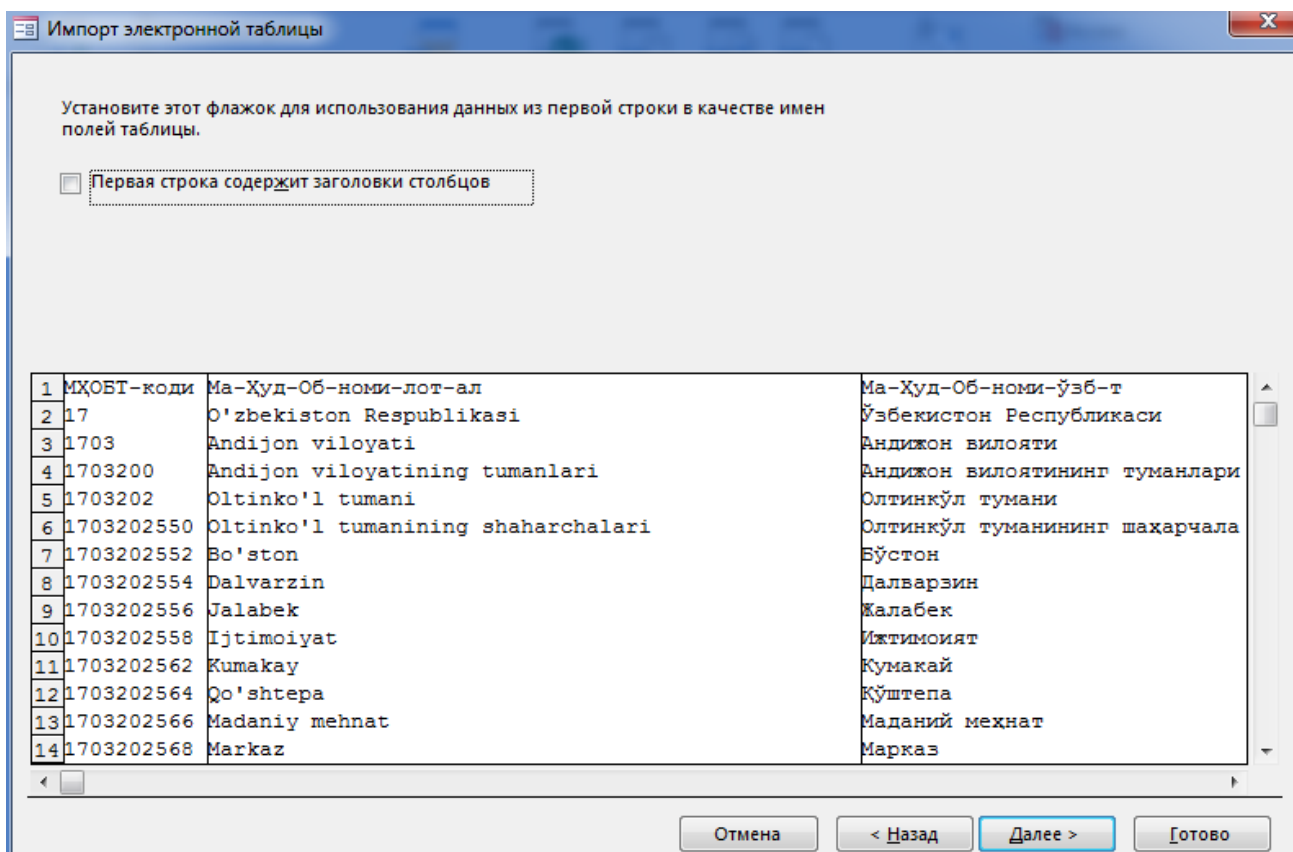 Импорт электронной таблицы
Установите этот флажок для использования данных из первой строки в качестве имен
полей таблицы.
Первая строка содержит заголовки столбцов
1 МҲОБТ-коди Ма-Ҳуд-Об-номи-лот-ал Ма-Ҳуд-Об-номи-ўзб-т
2 17 O'zbekiston Respublikasi Ўзбекистон Республикаси
3 1703 Andijon viloyati Андижон вилояти
4 1703200 Andijon viloyatining tumanlari Андижон вилоятининг туманлари
5 1703202 Oltinko'l tumani Олтинкўл тумани
6 1703202550 Oltinko'l tumanining shaharchalari Олтинкўл туманининг шаҳарчала
7 1703202552 Bo'ston Бўстон
8 1703202554 Dalvarzin Далварзин
9 1703202556 Jalabek Жалабек
10 1703202558 Ijtimoiyat Ижтимоият
11 1703202562 Kumakay Кумакай
12 1703202564 Qo'shtepa Қўштепа
13 1703202566 Madaniy mehnat Маданий меҳнат
14 1703202568 Markaz Марказ
Отмена < Назад Далее > Готово